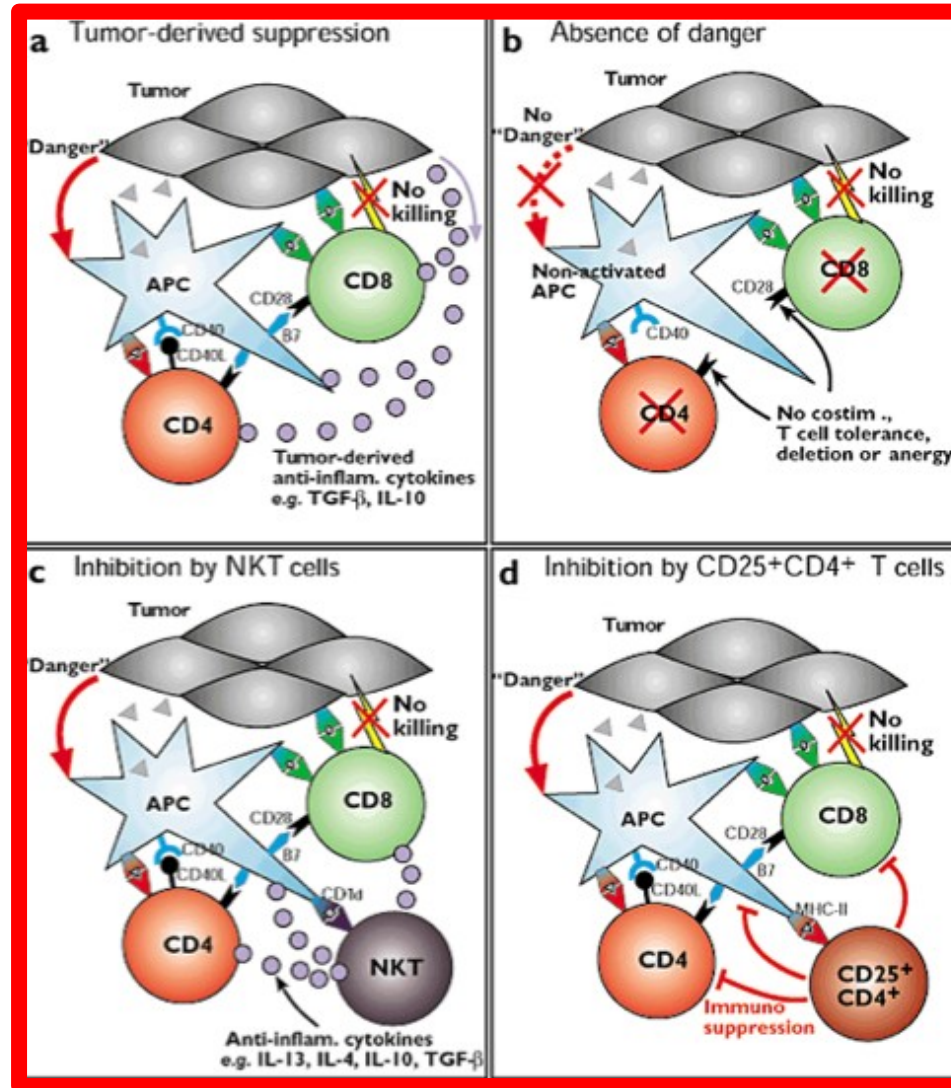 a Tumor-derived suppression
Tumor
"Danger"
No
killing
APC
CD8
CD28
B7
CD40
CD40L
CD4
Tumor-derived
anti-inflam. cytokines
e.g. TGF-β, IL-10
b Absence of danger
Tumor
No
"Danger"
No
killing
Non-activated
APC
CD8
CD28
CD40
CD4
No costim .,
T cell tolerance,
deletion or anergy
c Inhibition by NKT cells
Tumor
"Danger"
No
killing
APC
CD8
CD28
B7
CD40
CD40L
CD1d
CD4
NKT
Anti-inflam. cytokines
e.g. IL-13, IL-4, IL-10, TGF-β
d Inhibition by CD25+CD4+ T cells
Tumor
"Danger"
No
killing
APC
CD8
CD28
B7
CD40
CD40L
MHC-II
CD4
CD25+
CD4+
Immuno
suppression